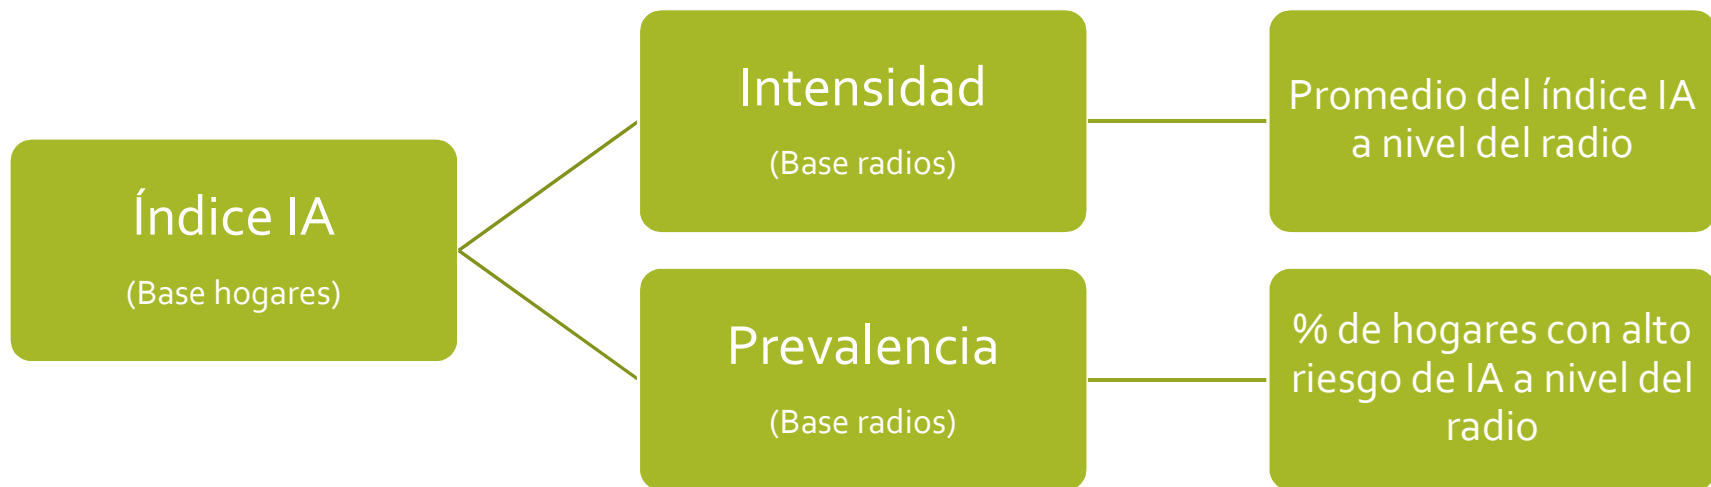 Índice IA
(Base hogares)
Intensidad
(Base radios)
Promedio del índice IA
a nivel del radio
Prevalencia
(Base radios)
% de hogares con alto
riesgo de IA a nivel del
radio